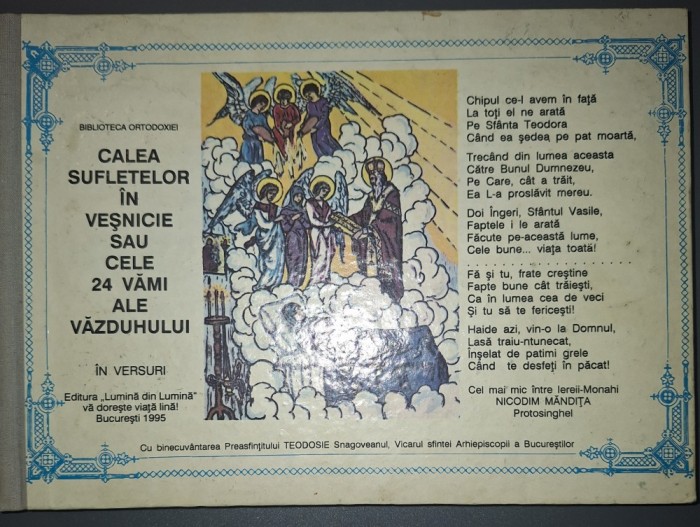 BIBLIOTECA ORTODOXIEI
CALEA
SUFLETELOR
ÎN
VEŞNICIE
SAU
CELE
24 VĂMI
ALE
VĂZDUHULUI
ÎN VERSURI
Editura „Lumină din Lumină"
vă doreşte viaţă lină!
Bucureşti 1995
Chipul ce-l avem în faţă
La toţi el ne arată
Pe Sfânta Teodora
Când ea şedea pe pat moartă,
Trecând din lumea aceasta
Către Bunul Dumnezeu,
Pe Care, cât a trăit,
Ea L-a proslăvit mereu.
Doi Îngeri, Sfântul Vasile,
Faptele i le arată
Făcute pe-această lume,
Cele bune... viaţa toată!
. . . . . . . . . . . . . . . . . . . . . . . .
Fă şi tu, frate creştine
Fapte bune cât trăieşti,
Ca în lumea cea de veci
Şi tu să te fericeşti!
Haide azi, vin-o la Domnul,
Lasă traiu-ntunecat,
Înşelat de patimi grele
Când te desfeţi în păcat!
Cel mai mic între Iereii-Monahi
NICODIM MĂNDIŢA
Protosinghel
Cu binecuvântarea Preasfinţitului TEODOSIE Snagoveanul, Vicarul sfintei Arhiepiscopii a Bucureştilor